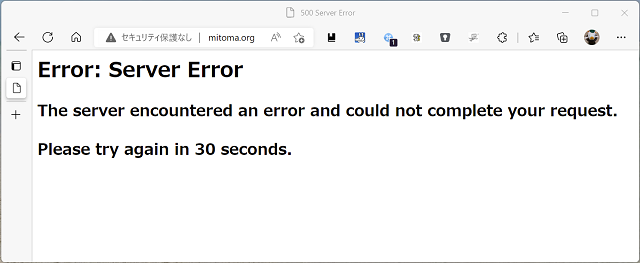 500 Server Error
セキュリティ保護なし | mitoma.org
1
Error: Server Error
The server encountered an error and could not complete your request.
Please try again in 30 seconds.